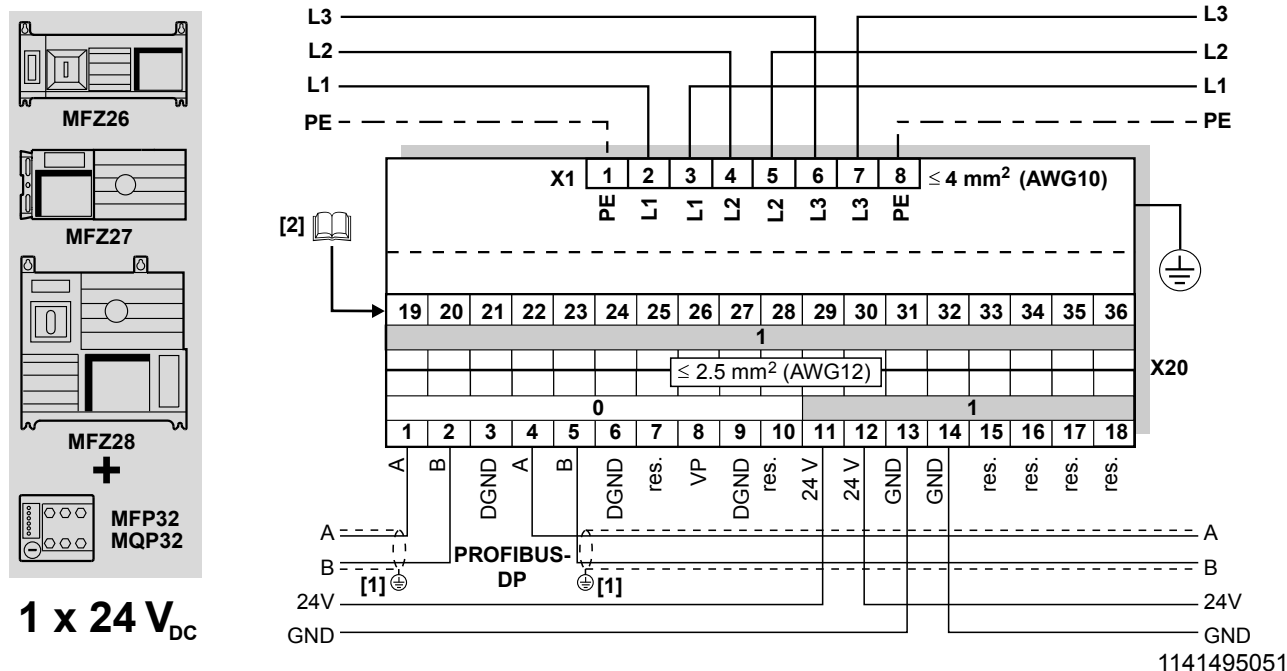 MFZ26
MFZ27
MFZ28
+
MFP32
MQP32
1 x 24 VDC
L3 L3
L2 L2
L1 L1
PE PE
X1 1 2 3 4 5 6 7 8 ≤ 4 mm² (AWG10)
PE L1 L1 L2 L2 L3 L3 PE
[2]
19 20 21 22 23 24 25 26 27 28 29 30 31 32 33 34 35 36
1
≤ 2.5 mm² (AWG12) X20
0 1
1 2 3 4 5 6 7 8 9 10 11 12 13 14 15 16 17 18
A B DGND A B DGND res. VP DGND res. 24 V 24 V GND GND res. res. res. res.
A A
PROFIBUS-
DP
B B
[1] [1]
24V 24V
GND GND
1141495051